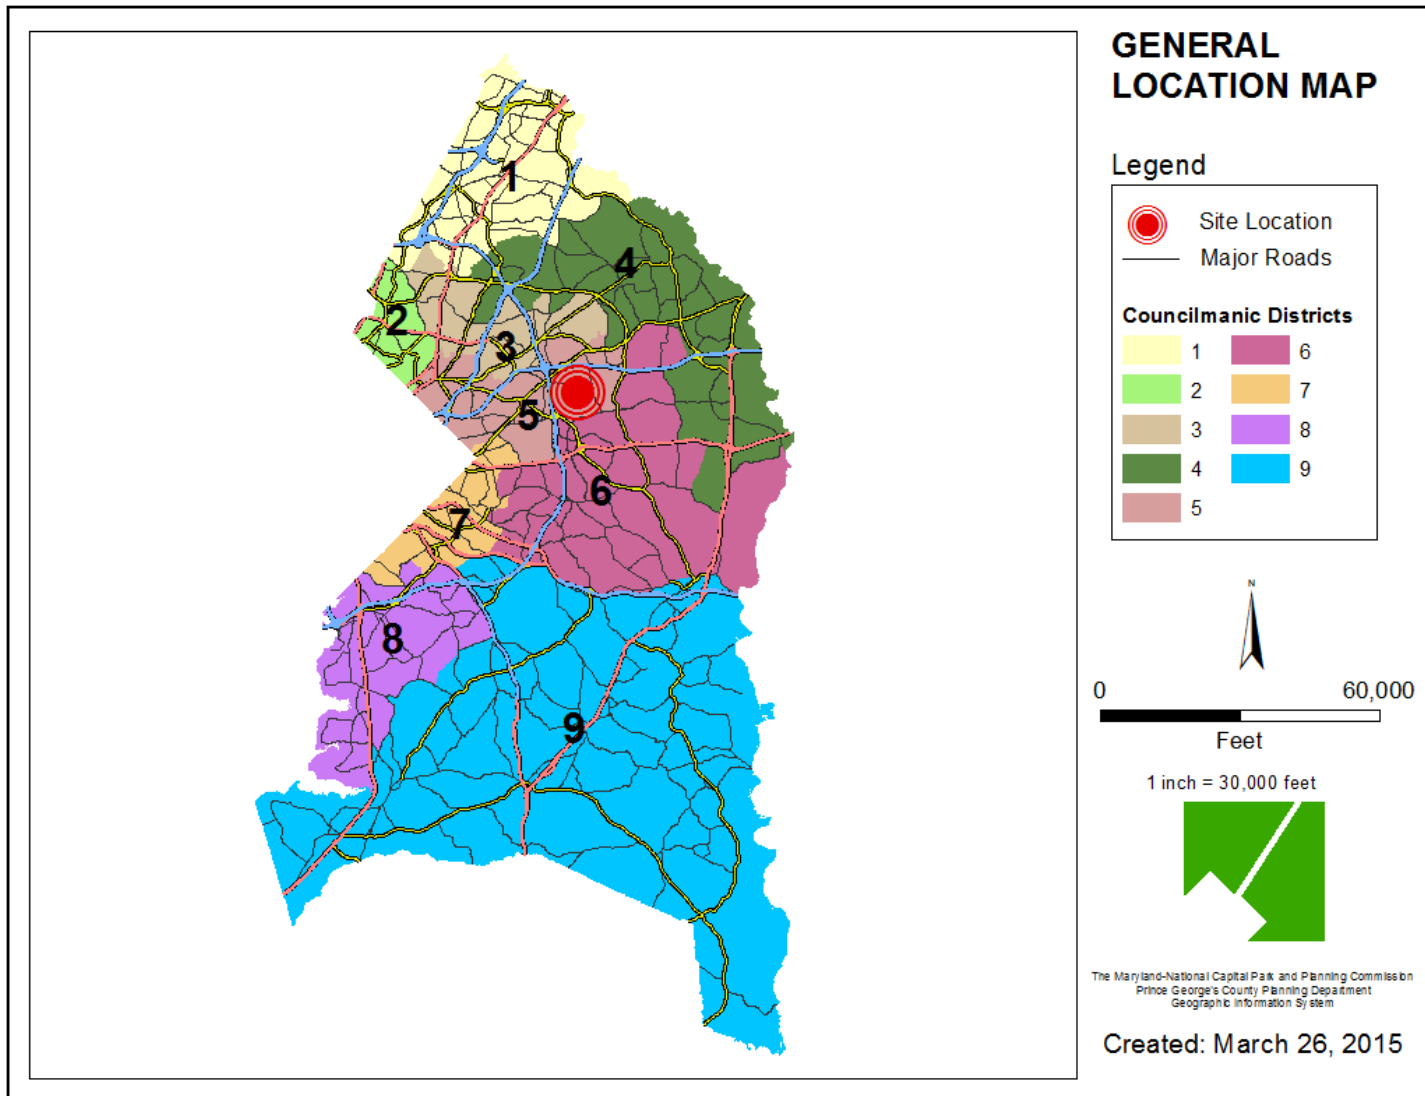 GENERAL
LOCATION MAP
Legend
Site Location
Major Roads
Councilmanic Districts
1 6
2 7
3 8
4 9
5
1
4
2
3
5
6
7
8
9
N
0 60,000
Feet
1 inch = 30,000 feet
The Maryland-National Capital Park and Planning Commission
Prince George's County Planning Department
Geographic Information System
Created: March 26, 2015